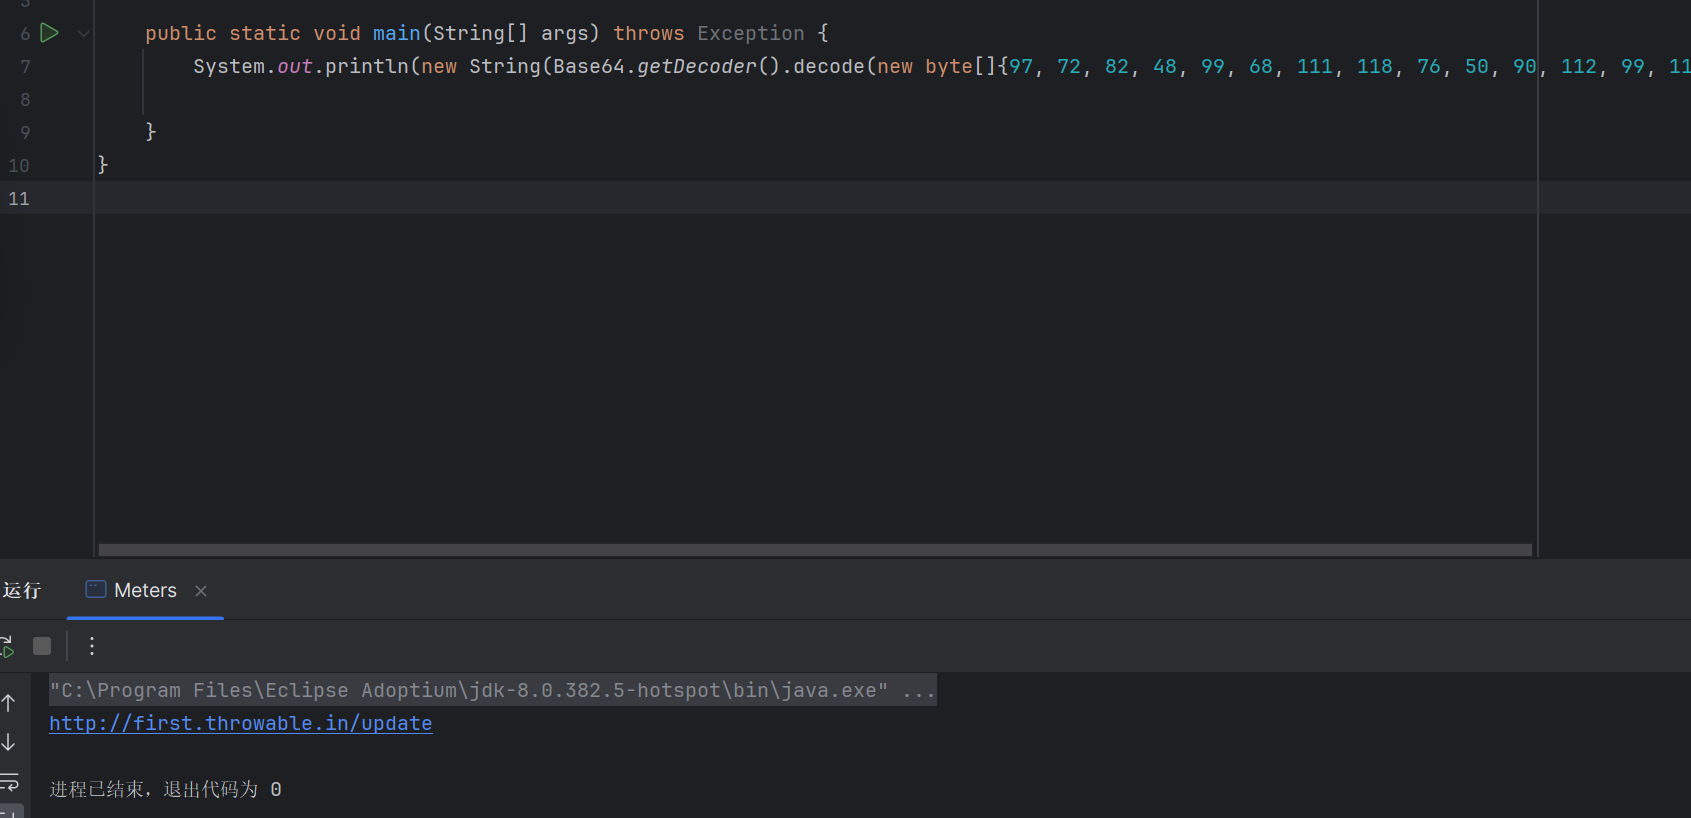 6 public static void main(String[] args) throws Exception {
7 System.out.println(new String(Base64.getDecoder().decode(new byte[]{97, 72, 82, 48, 99, 68, 111, 118, 76, 50, 90, 112, 99, 11
8
9 }
10 }
11
运行 Meters
"C:\Program Files\Eclipse Adoptium\jdk-8.0.382.5-hotspot\bin\java.exe" ...
http://first.throwable.in/update
进程已结束，退出代码为 0